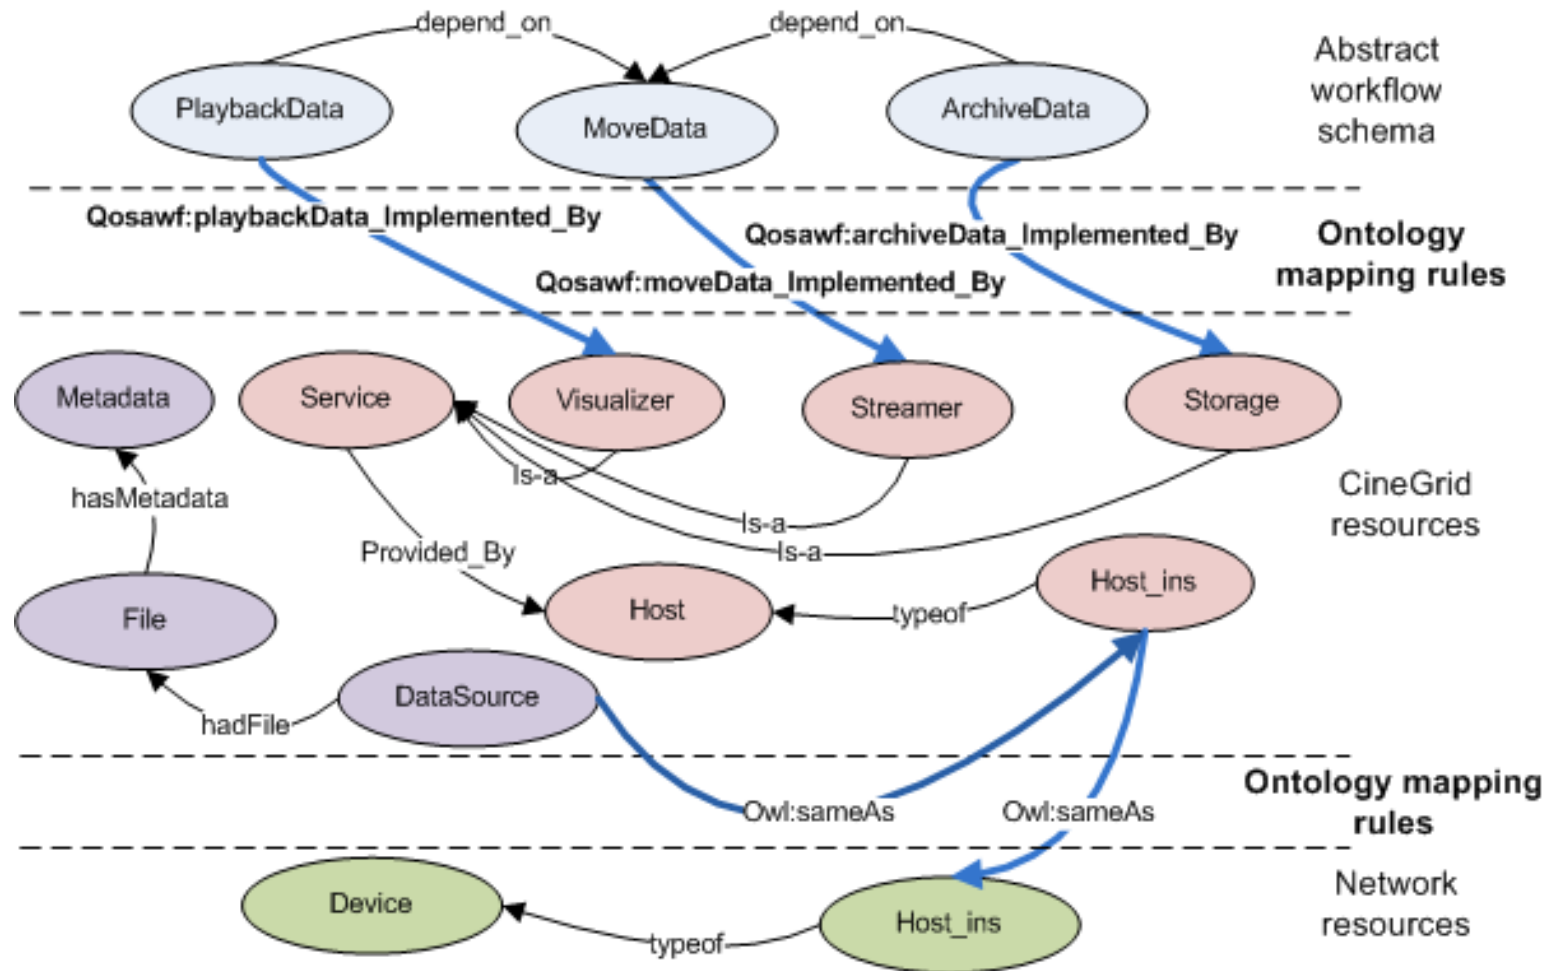 depend_on
depend_on
Abstract
workflow
schema
PlaybackData
MoveData
ArchiveData
Qosawf:playbackData_Implemented_By
Qosawf:archiveData_Implemented_By
Qosawf:moveData_Implemented_By
Ontology
mapping rules
Metadata
Service
Visualizer
Streamer
Storage
Is-a
hasMetadata
Is-a
Is-a
CineGrid
resources
Provided_By
File
Host
typeof
Host_ins
hadFile
DataSource
Owl:sameAs
Owl:sameAs
Ontology mapping
rules
Device
typeof
Host_ins
Network
resources